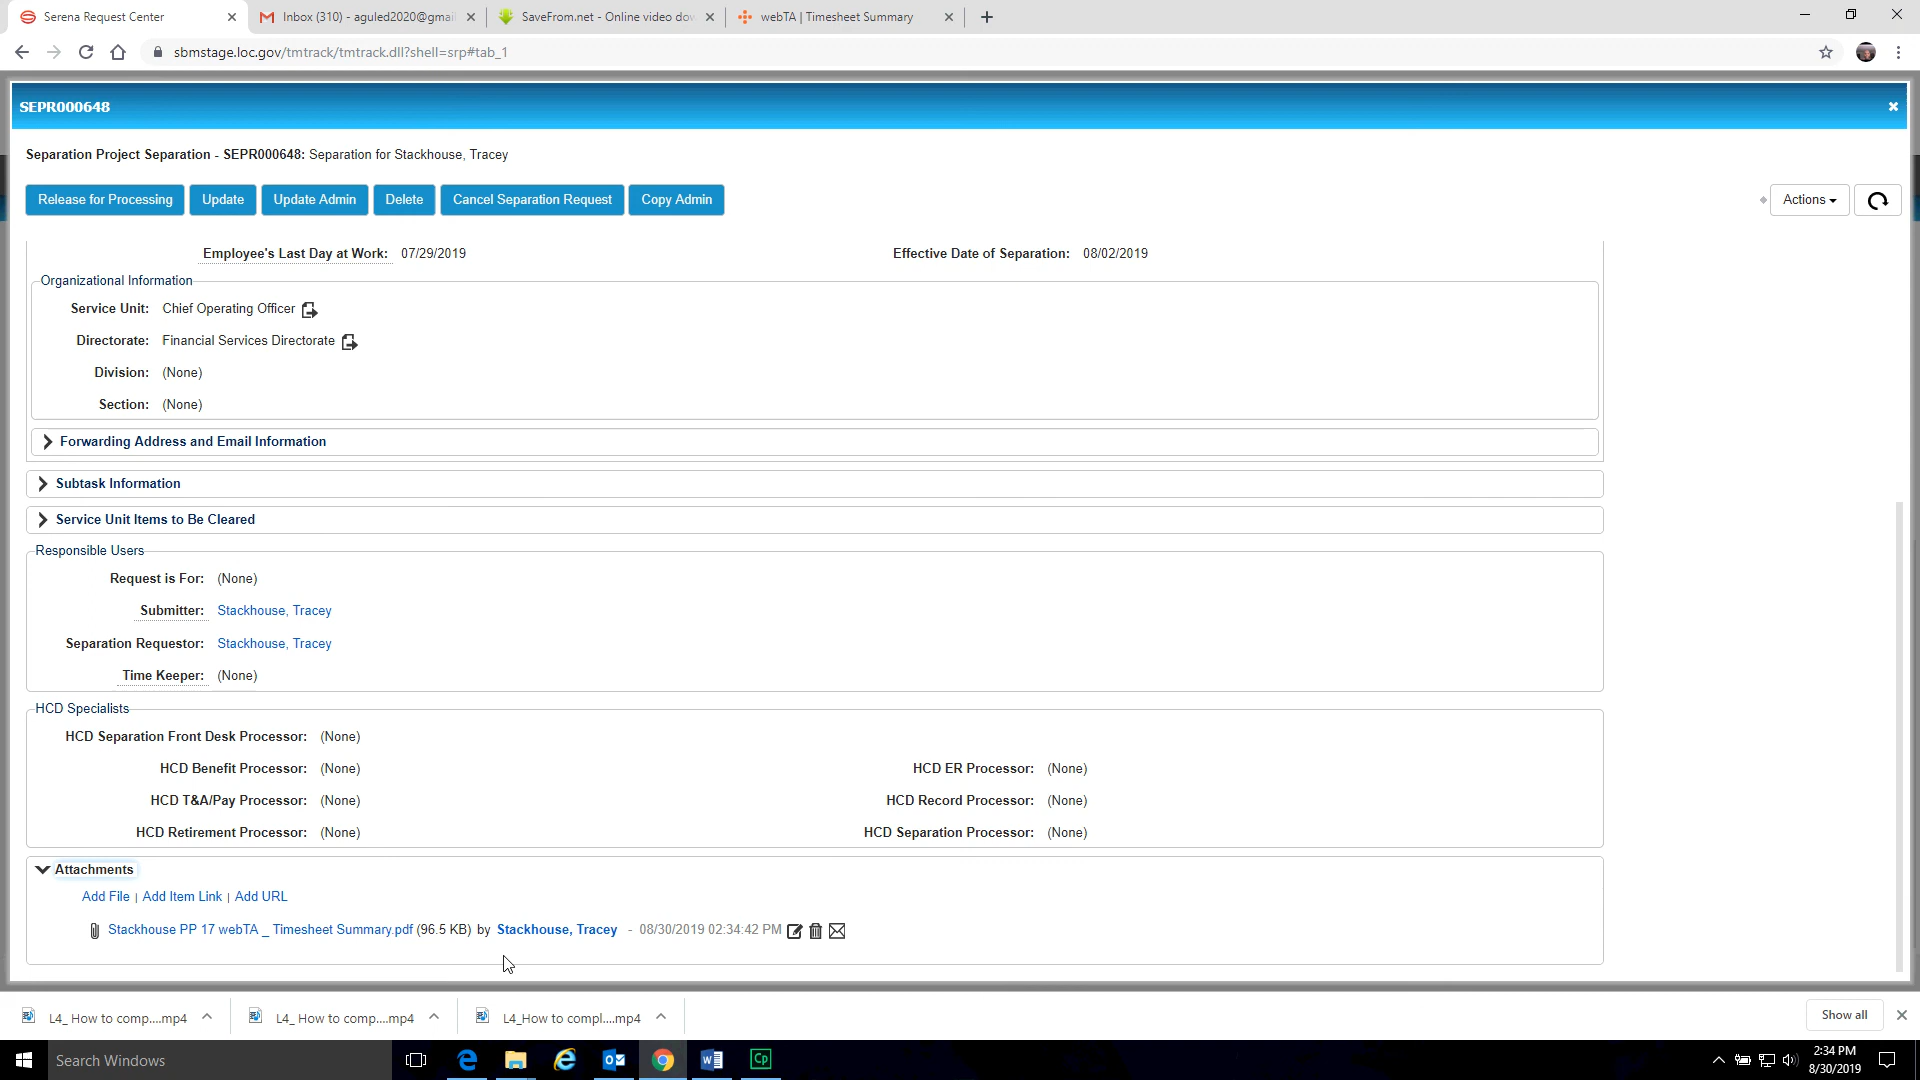 Serena Request Center
Inbox (310) - aguled2020@gmai
SaveFrom.net - Online video dow
webTA | Timesheet Summary
sbmstage.loc.gov/tmtrack/tmtrack.dll?shell=srp#tab_1
SEPR000648
Separation Project Separation - SEPR000648: Separation for Stackhouse, Tracey
Release for Processing Update Update Admin Delete Cancel Separation Request Copy Admin Actions
Employee's Last Day at Work: 07/29/2019 Effective Date of Separation: 08/02/2019
Organizational Information
Service Unit: Chief Operating Officer
Directorate: Financial Services Directorate
Division: (None)
Section: (None)
Forwarding Address and Email Information
Subtask Information
Service Unit Items to Be Cleared
Responsible Users
Request is For: (None)
Submitter: Stackhouse, Tracey
Separation Requestor: Stackhouse, Tracey
Time Keeper: (None)
HCD Specialists
HCD Separation Front Desk Processor: (None)
HCD Benefit Processor: (None) HCD ER Processor: (None)
HCD T&A/Pay Processor: (None) HCD Record Processor: (None)
HCD Retirement Processor: (None) HCD Separation Processor: (None)
Attachments
Add File | Add Item Link | Add URL
Stackhouse PP 17 webTA _ Timesheet Summary.pdf (96.5 KB) by Stackhouse, Tracey - 08/30/2019 02:34:42 PM
L4_ How to comp....mp4 L4_ How to comp....mp4 L4_How to compl....mp4 Show all
Search Windows
2:34 PM
8/30/2019